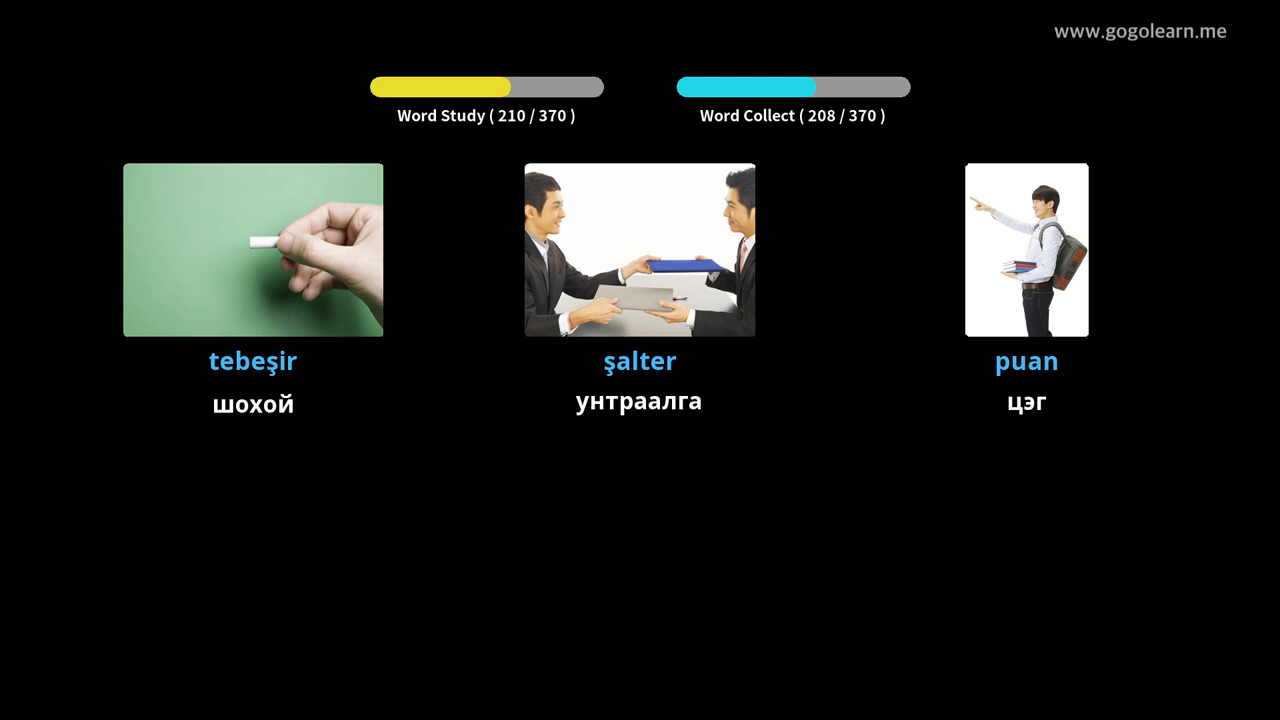 www.gogolearn.me
Word Study ( 210 / 370 )
Word Collect ( 208 / 370 )
tebeşir
şalter
puan
шохой
унтраалга
цэг